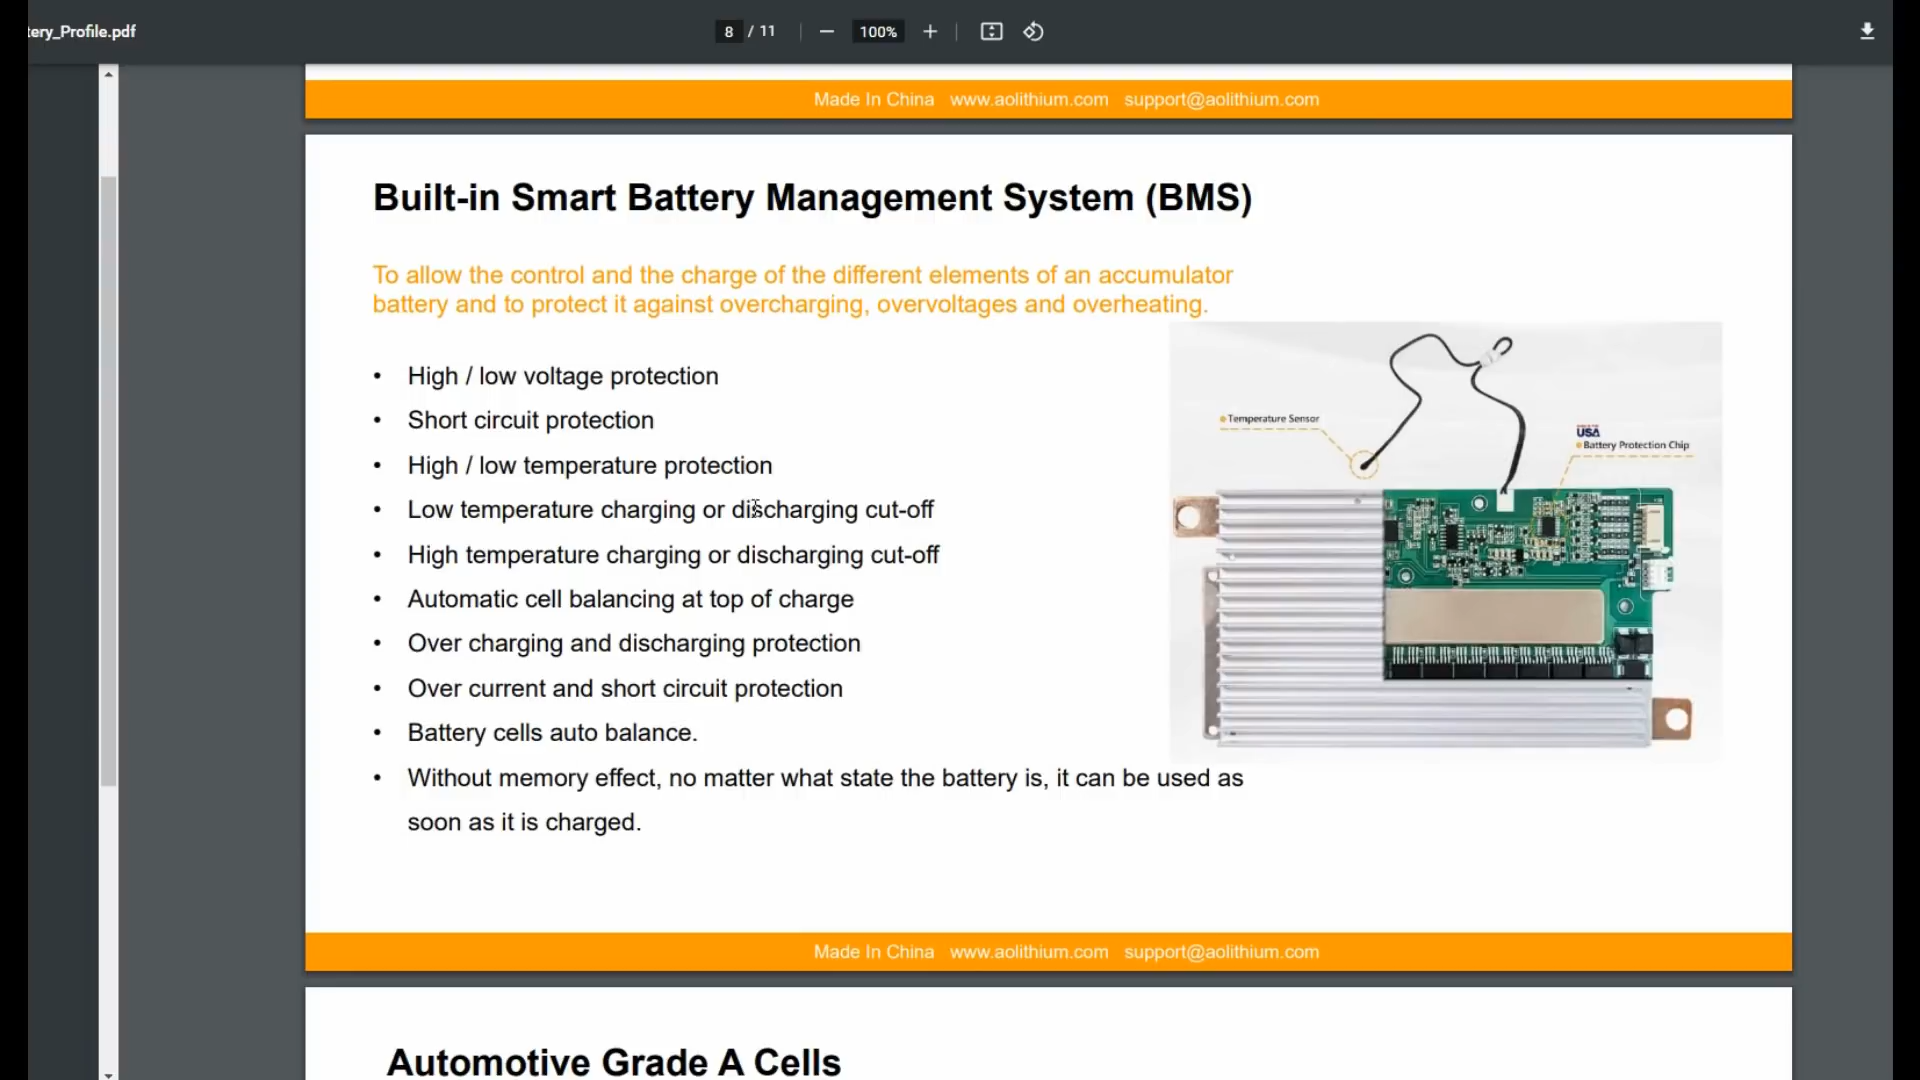 tery_Profile.pdf
8 / 11
100%
Made In China www.aolithium.com support@aolithium.com
Built-in Smart Battery Management System (BMS)
To allow the control and the charge of the different elements of an accumulator
battery and to protect it against overcharging, overvoltages and overheating.
• High / low voltage protection
• Short circuit protection
• High / low temperature protection
• Low temperature charging or discharging cut-off
• High temperature charging or discharging cut-off
• Automatic cell balancing at top of charge
• Over charging and discharging protection
• Over current and short circuit protection
• Battery cells auto balance.
• Without memory effect, no matter what state the battery is, it can be used as
soon as it is charged.
Temperature Sensor
USA
Battery Protection Chip
Made In China www.aolithium.com support@aolithium.com
Automotive Grade A Cells